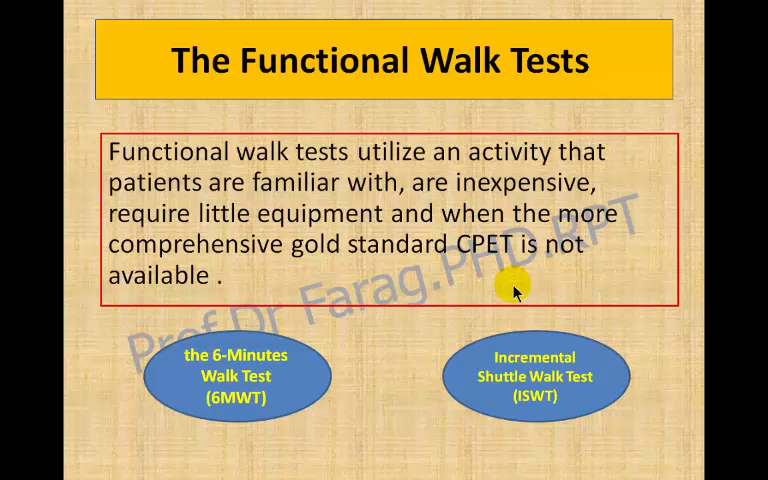 The Functional Walk Tests
Functional walk tests utilize an activity that
patients are familiar with, are inexpensive,
require little equipment and when the more
comprehensive gold standard CPET is not
available .
Prof.Dr Farag.PHD.RPT
the 6-Minutes
Walk Test
(6MWT)
Incremental
Shuttle Walk Test
(ISWT)